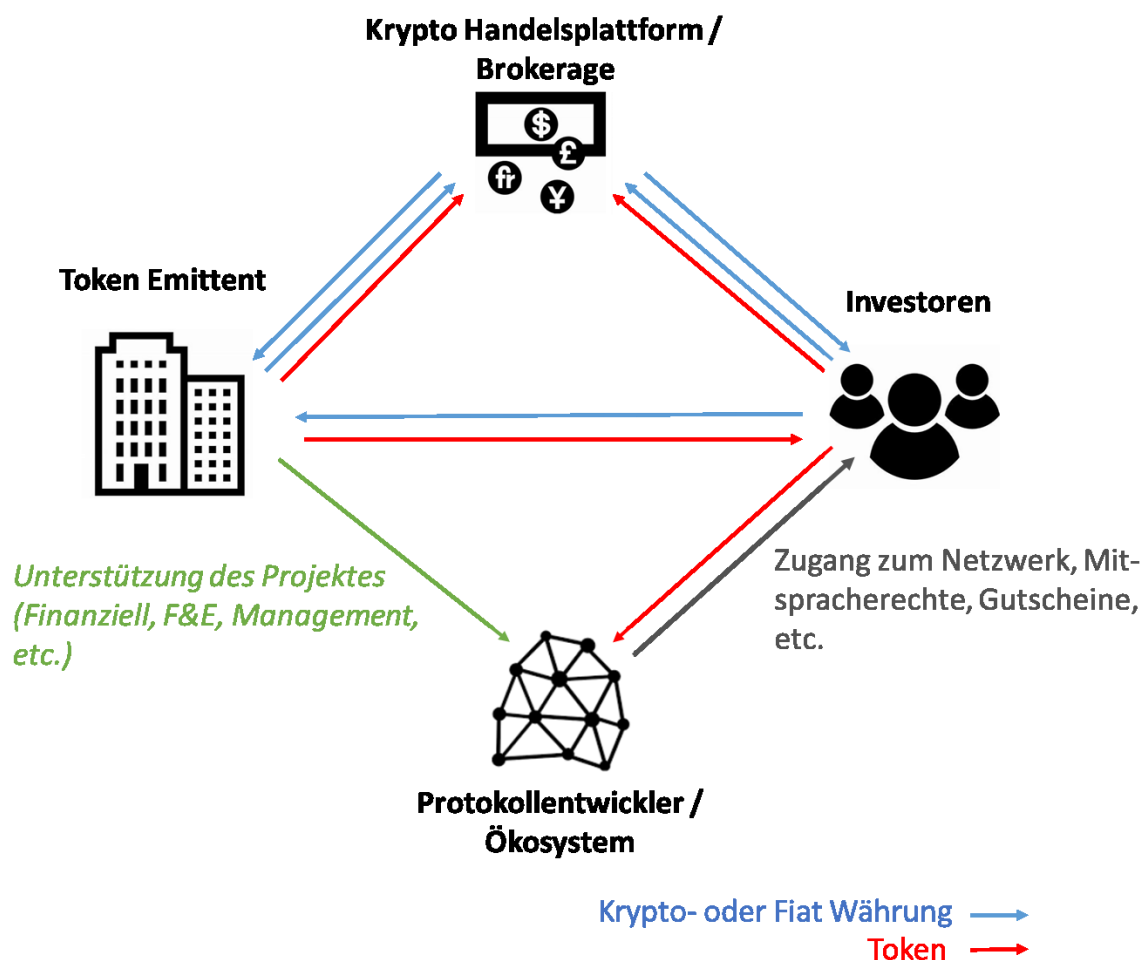 Krypto Handelsplattform /
Brokerage
$
£
fr
¥
Token Emittent
Investoren
Unterstützung des Projektes
(Finanziell, F&E, Management,
etc.)
Zugang zum Netzwerk, Mit-
spracherechte, Gutscheine,
etc.
Protokollentwickler /
Ökosystem
Krypto- oder Fiat Währung
Token